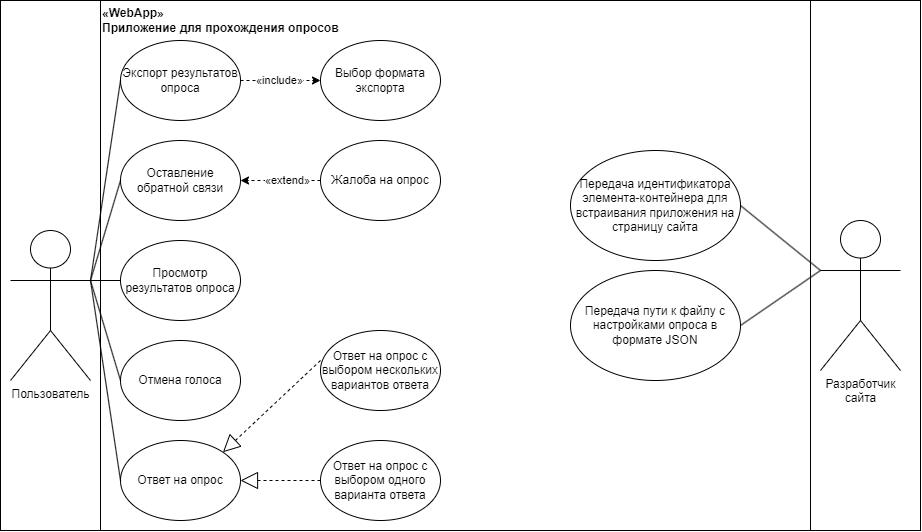 «WebApp»
Приложение для прохождения опросов
Экспорт результатов
опроса
«include»
Выбор формата
экспорта
Оставление
обратной связи
«extend»
Жалоба на опрос
Передача идентификатора
элемента-контейнера для
встраивания приложения на
страницу сайта
Просмотр
результатов опроса
Передача пути к файлу с
настройками опроса в
формате JSON
Ответ на опрос с
выбором нескольких
вариантов ответа
Отмена голоса
Пользователь
Разработчик
сайта
Ответ на опрос
Ответ на опрос с
выбором одного
варианта ответа